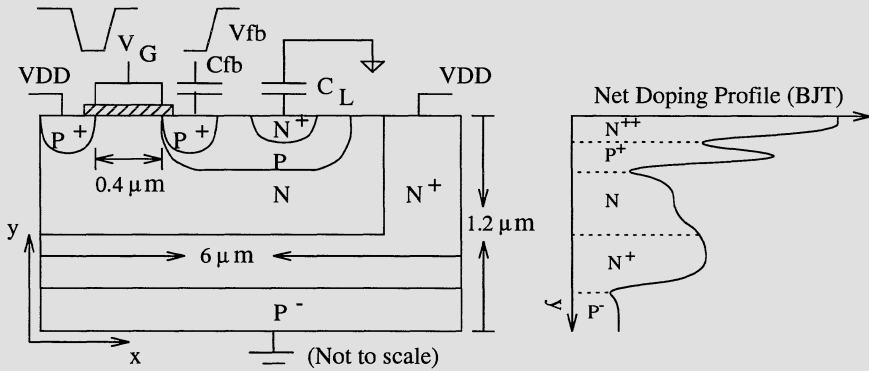 Vfb
V G
Cfb
VDD
C L
VDD
P +
P +
N +
P
0.4 μm
N
N +
1.2 μm
y
6 μm
P -
x
(Not to scale)
Net Doping Profile (BJT)
N++
P+
N
N+
y
P-